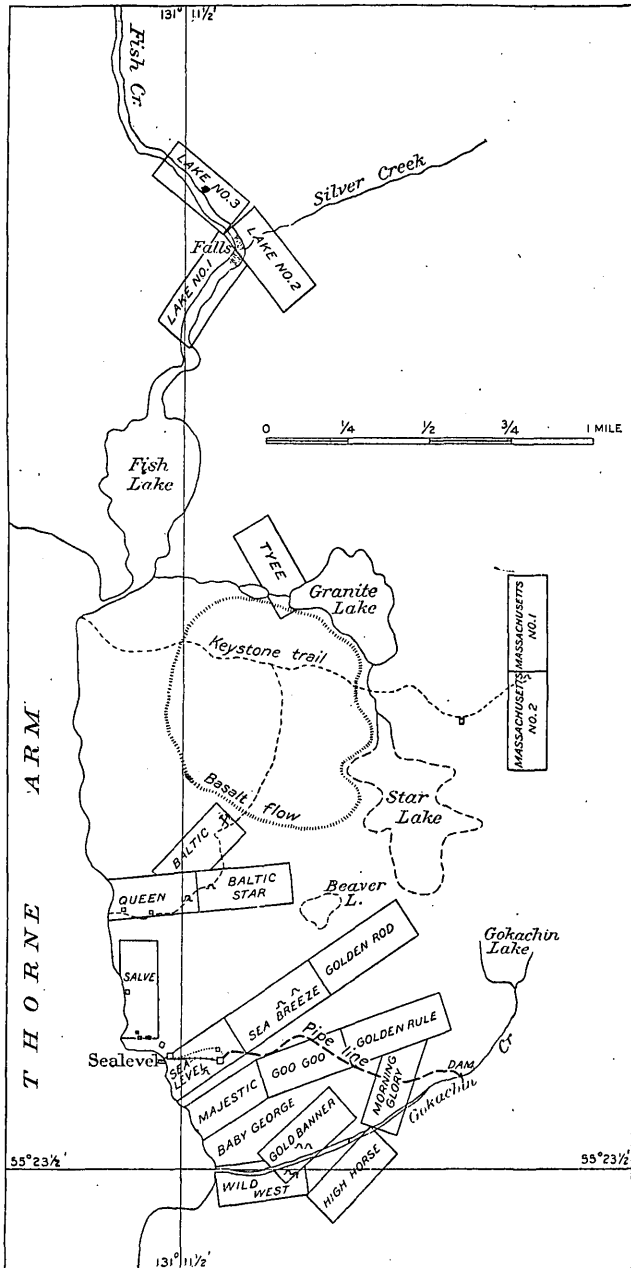 131° 11½'
Fish Cr.
LAKE NO.3
Silver Creek
Falls
LAKE NO.2
LAKE NO.1
0 ¼ ½ ¾ 1 MILE
Fish
Lake
TYEE
Granite
Lake
MASSACHUSETTS
NO.1
Keystone trail
MASSACHUSETTS
NO.2
THORNE ARM
Basalt flow
Star
Lake
BALTIC
QUEEN
BALTIC
STAR
Beaver
L.
Gokachin
Lake
GOLDEN ROD
SALVE
SEA BREEZE
Pipe line
GOLDEN RULE
Sealevel
SEA
LEVEL
GOO GOO
DAM
MAJESTIC
MORNING
GLORY
Gokachin Cr
BABY GEORGE
GOLD BANNER
55° 23½'
55° 23½'
WILD
WEST
HIGH HORSE
131° 11½'